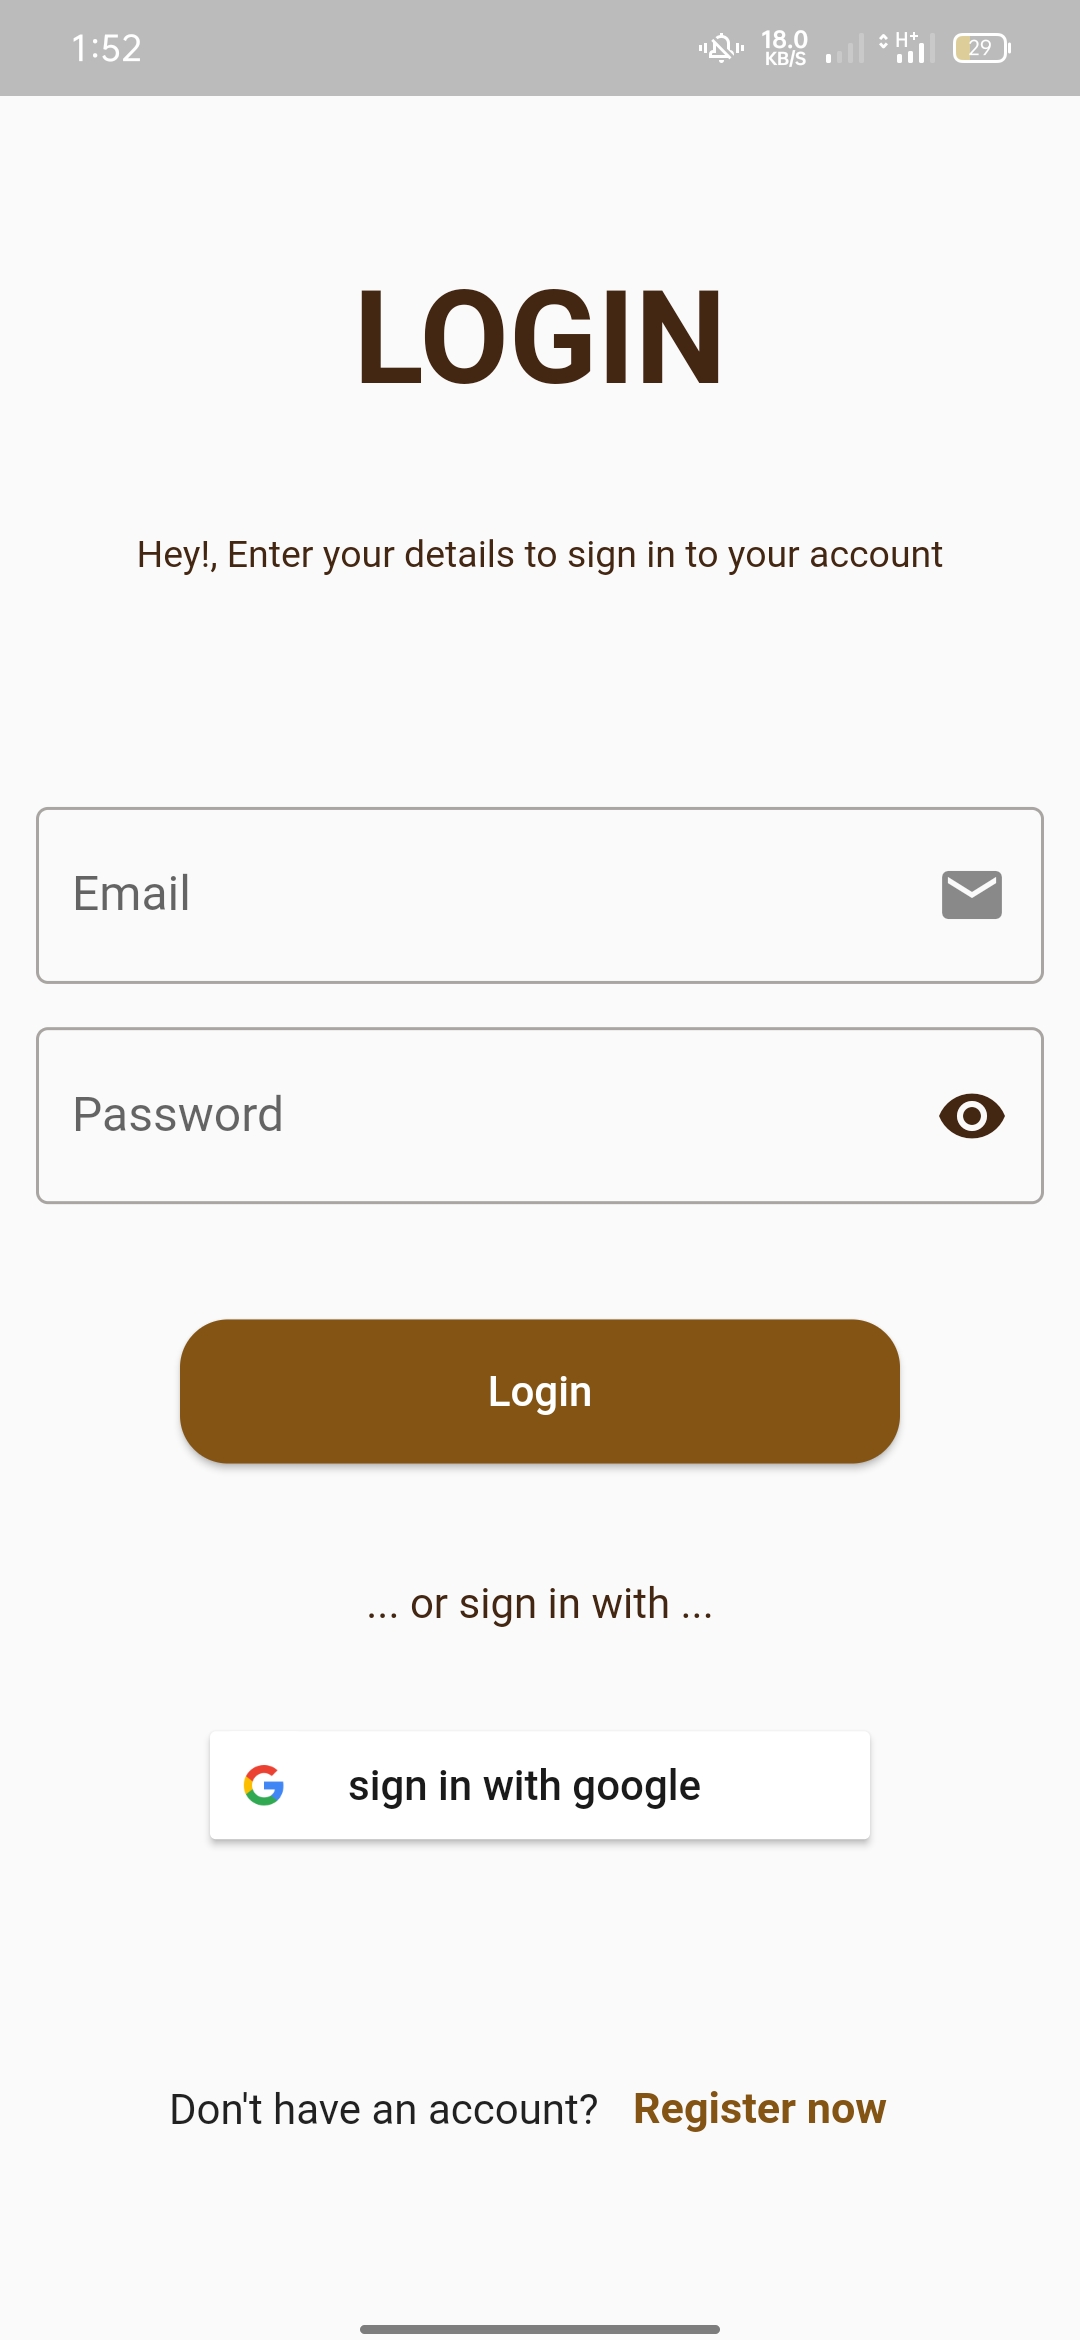 1:52
18.0
KB/S
H+
29
LOGIN
Hey!, Enter your details to sign in to your account
Email
Password
Login
... or sign in with ...
sign in with google
Don't have an account? Register now